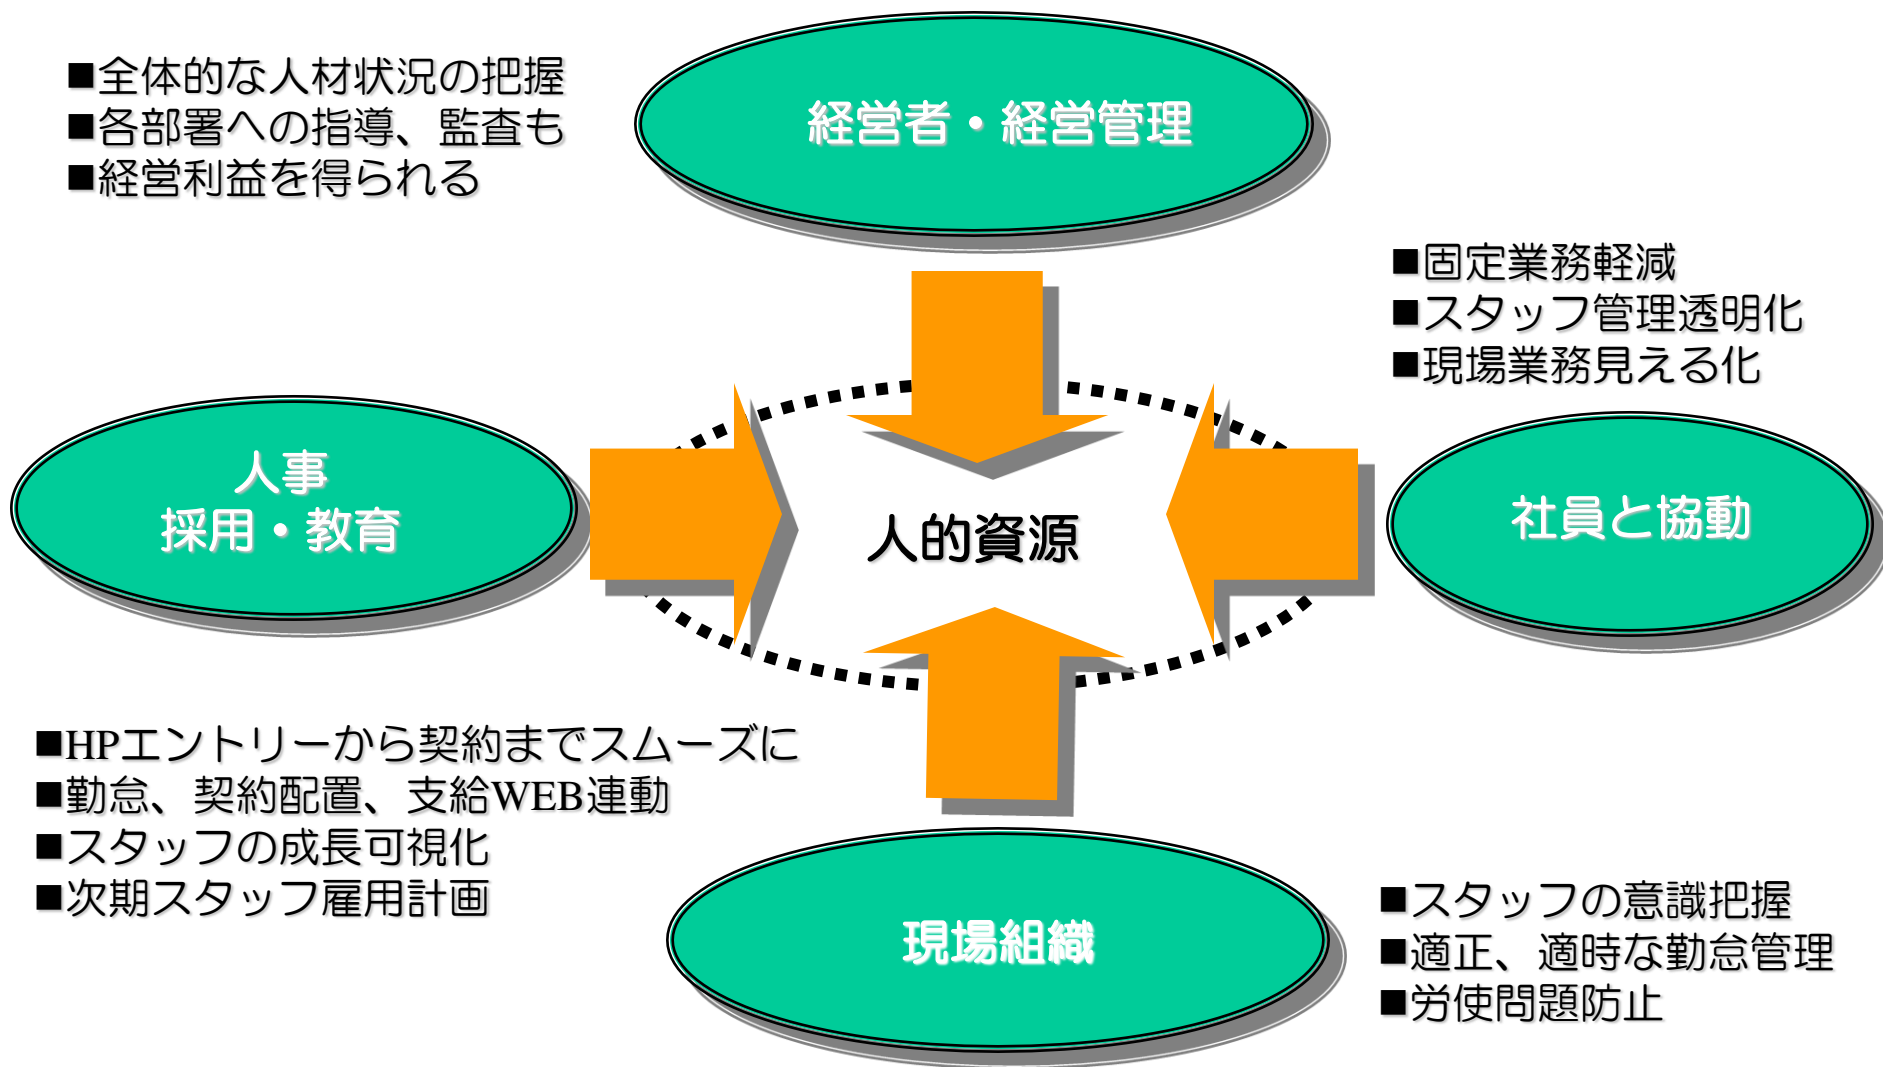 ■全体的な人材状況の把握
■各部署への指導、監査も
■経営利益を得られる
経営者・経営管理
■固定業務軽減
■スタッフ管理透明化
■現場業務見える化
人事
採用・教育
人的資源
社員と協動
■HPエントリーから契約までスムーズに
■勤怠、契約配置、支給WEB連動
■スタッフの成長可視化
■次期スタッフ雇用計画
現場組織
■スタッフの意識把握
■適正、適時な勤怠管理
■労使問題防止